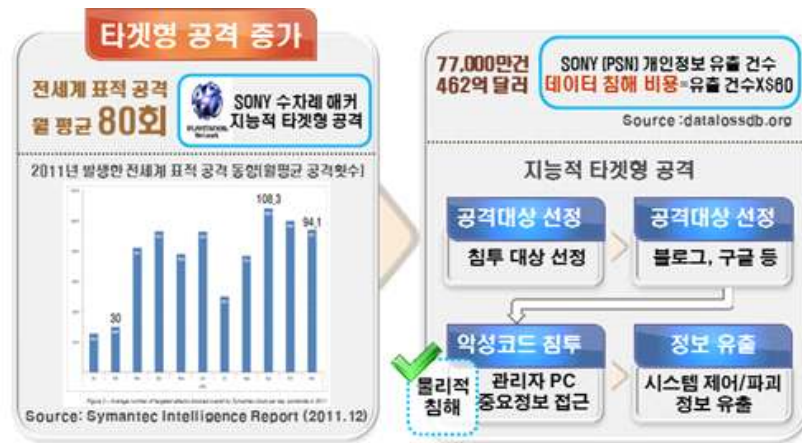 타겟형 공격 증가
전세계 표적 공격
월 평균 80회
PLAYSTATION
Network
SONY 수차례 해커
지능적 타겟형 공격
2011년 발생한 전세계 표적 공격 동향(월평균 공격횟수)
108.3
94.1
30
Source: Symantec Intelligence Report (2011.12)
77,000만건
462억 달러
SONY (PSN) 개인정보 유출 건수
데이터 침해 비용=유출 건수X$60
Source :datalossdb.org
지능적 타겟형 공격
공격대상 선정
침투 대상 선정
공격대상 선정
블로그, 구글 등
악성코드 침투
관리자 PC
중요정보 접근
물리적
침해
정보 유출
시스템 제어/파괴
정보 유출